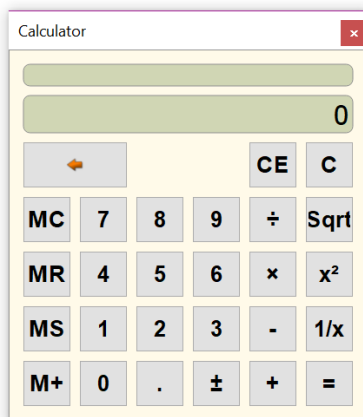 Calculator
0
CE C
MC 7 8 9 ÷ Sqrt
MR 4 5 6 × x²
MS 1 2 3 - 1/x
M+ 0 . ± + =